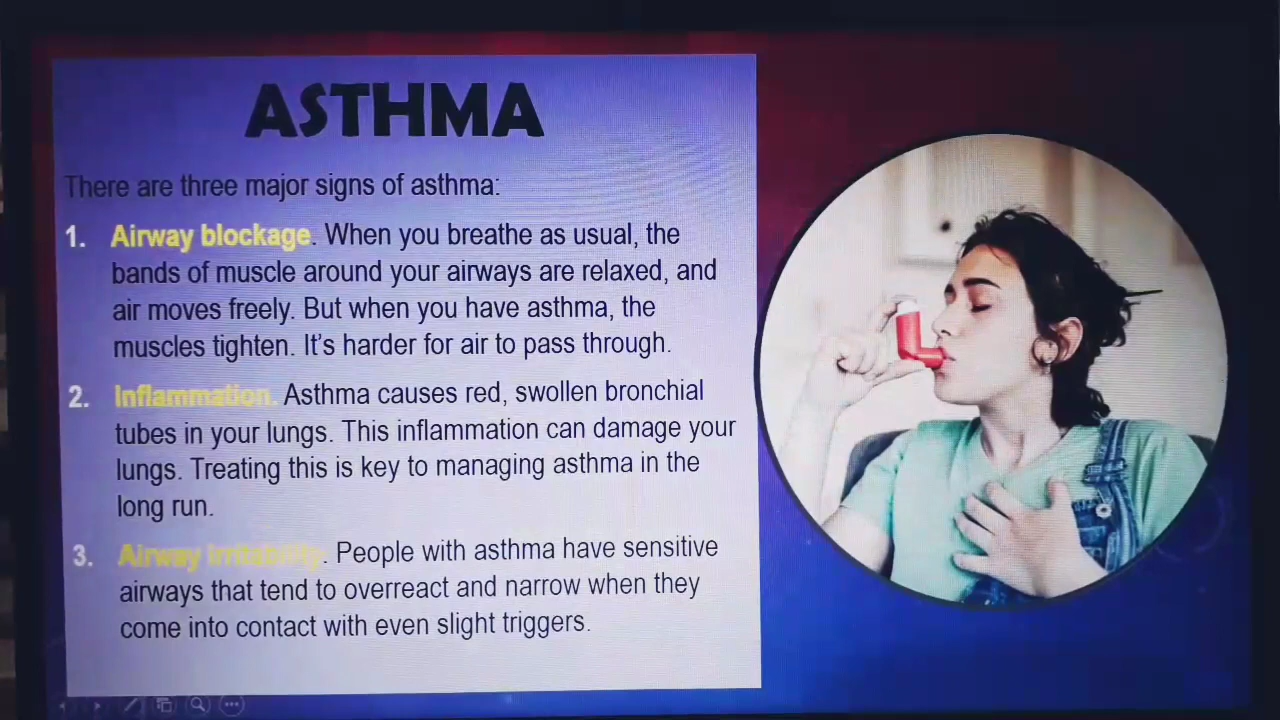 ASTHMA
There are three major signs of asthma:
1. Airway blockage. When you breathe as usual, the
bands of muscle around your airways are relaxed, and
air moves freely. But when you have asthma, the
muscles tighten. It's harder for air to pass through.
2. Inflammation. Asthma causes red, swollen bronchial
tubes in your lungs. This inflammation can damage your
lungs. Treating this is key to managing asthma in the
long run.
3. Airway irritability. People with asthma have sensitive
airways that tend to overreact and narrow when they
come into contact with even slight triggers.